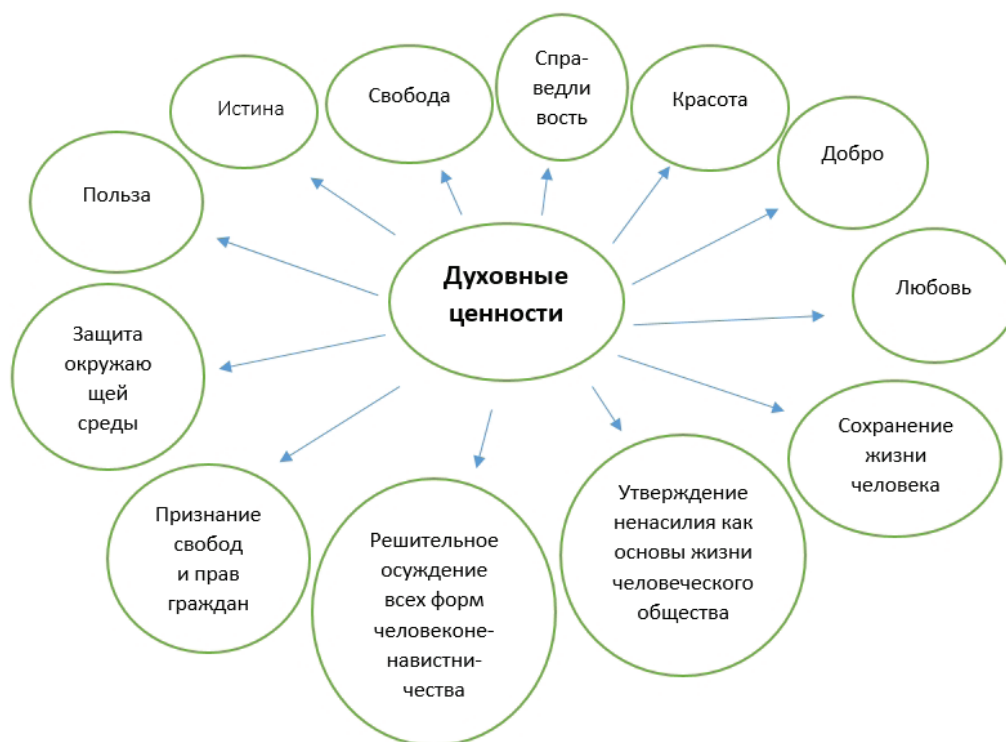 Спра-
ведли
вость
Свобода
Красота
Истина
Добро
Польза
Духовные
ценности
Любовь
Защита
окружаю
щей
среды
Сохранение
жизни
человека
Признание
свобод
и прав
граждан
Решительное
осуждение
всех форм
человеконе-
навистни-
чества
Утверждение
ненасилия как
основы жизни
человеческого
общества